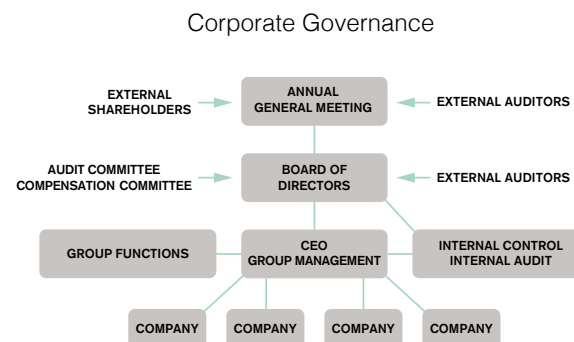 Corporate Governance
EXTERNAL
SHAREHOLDERS
ANNUAL
GENERAL MEETING
EXTERNAL AUDITORS
AUDIT COMMITTEE
COMPENSATION COMMITTEE
BOARD OF
DIRECTORS
EXTERNAL AUDITORS
GROUP FUNCTIONS
CEO
GROUP MANAGEMENT
INTERNAL CONTROL
INTERNAL AUDIT
COMPANY
COMPANY
COMPANY
COMPANY